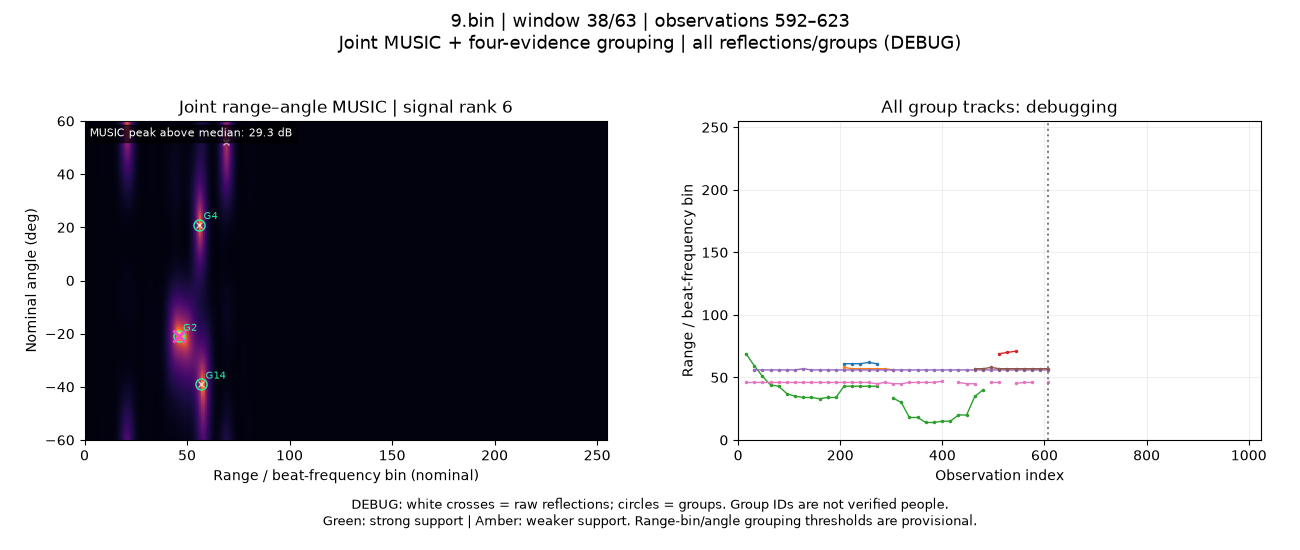 9.bin | window 38/63 | observations 592–623
Joint MUSIC + four-evidence grouping | all reflections/groups (DEBUG)
Joint range–angle MUSIC | signal rank 6
MUSIC peak above median: 29.3 dB
60
40
20
0
−20
−40
−60
Nominal angle (deg)
G4
G2
G14
0
50
100
150
200
250
Range / beat-frequency bin (nominal)
All group tracks: debugging
250
200
150
100
50
0
Range / beat-frequency bin
0
200
400
600
800
1000
Observation index
DEBUG: white crosses = raw reflections; circles = groups. Group IDs are not verified people.
Green: strong support | Amber: weaker support. Range-bin/angle grouping thresholds are provisional.